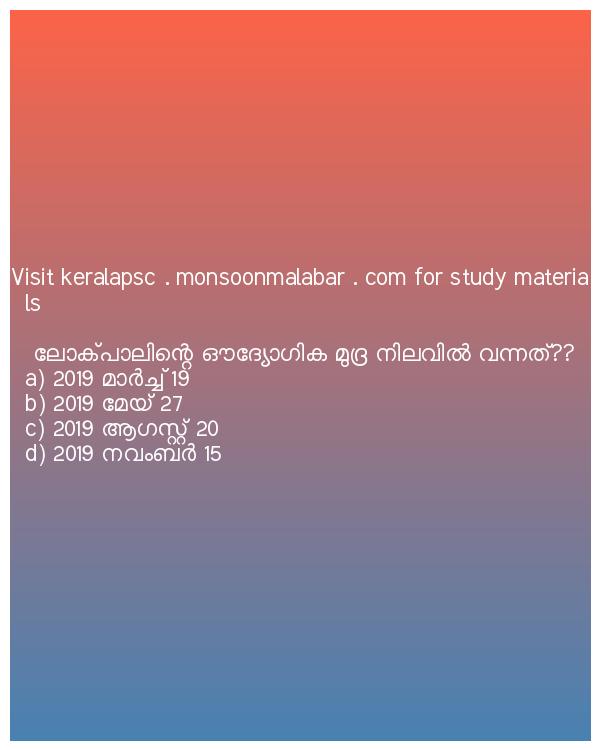 Visit keralapsc . monsoonmalabar . com for study materia
ls
ലോക്പാലിന്റെ ഔദ്യോഗിക മുദ്ര നിലവിൽ വന്നത്??
a) 2019 മാർച്ച് 19
b) 2019 മേയ് 27
c) 2019 ആഗസ്റ്റ് 20
d) 2019 നവംബർ 15